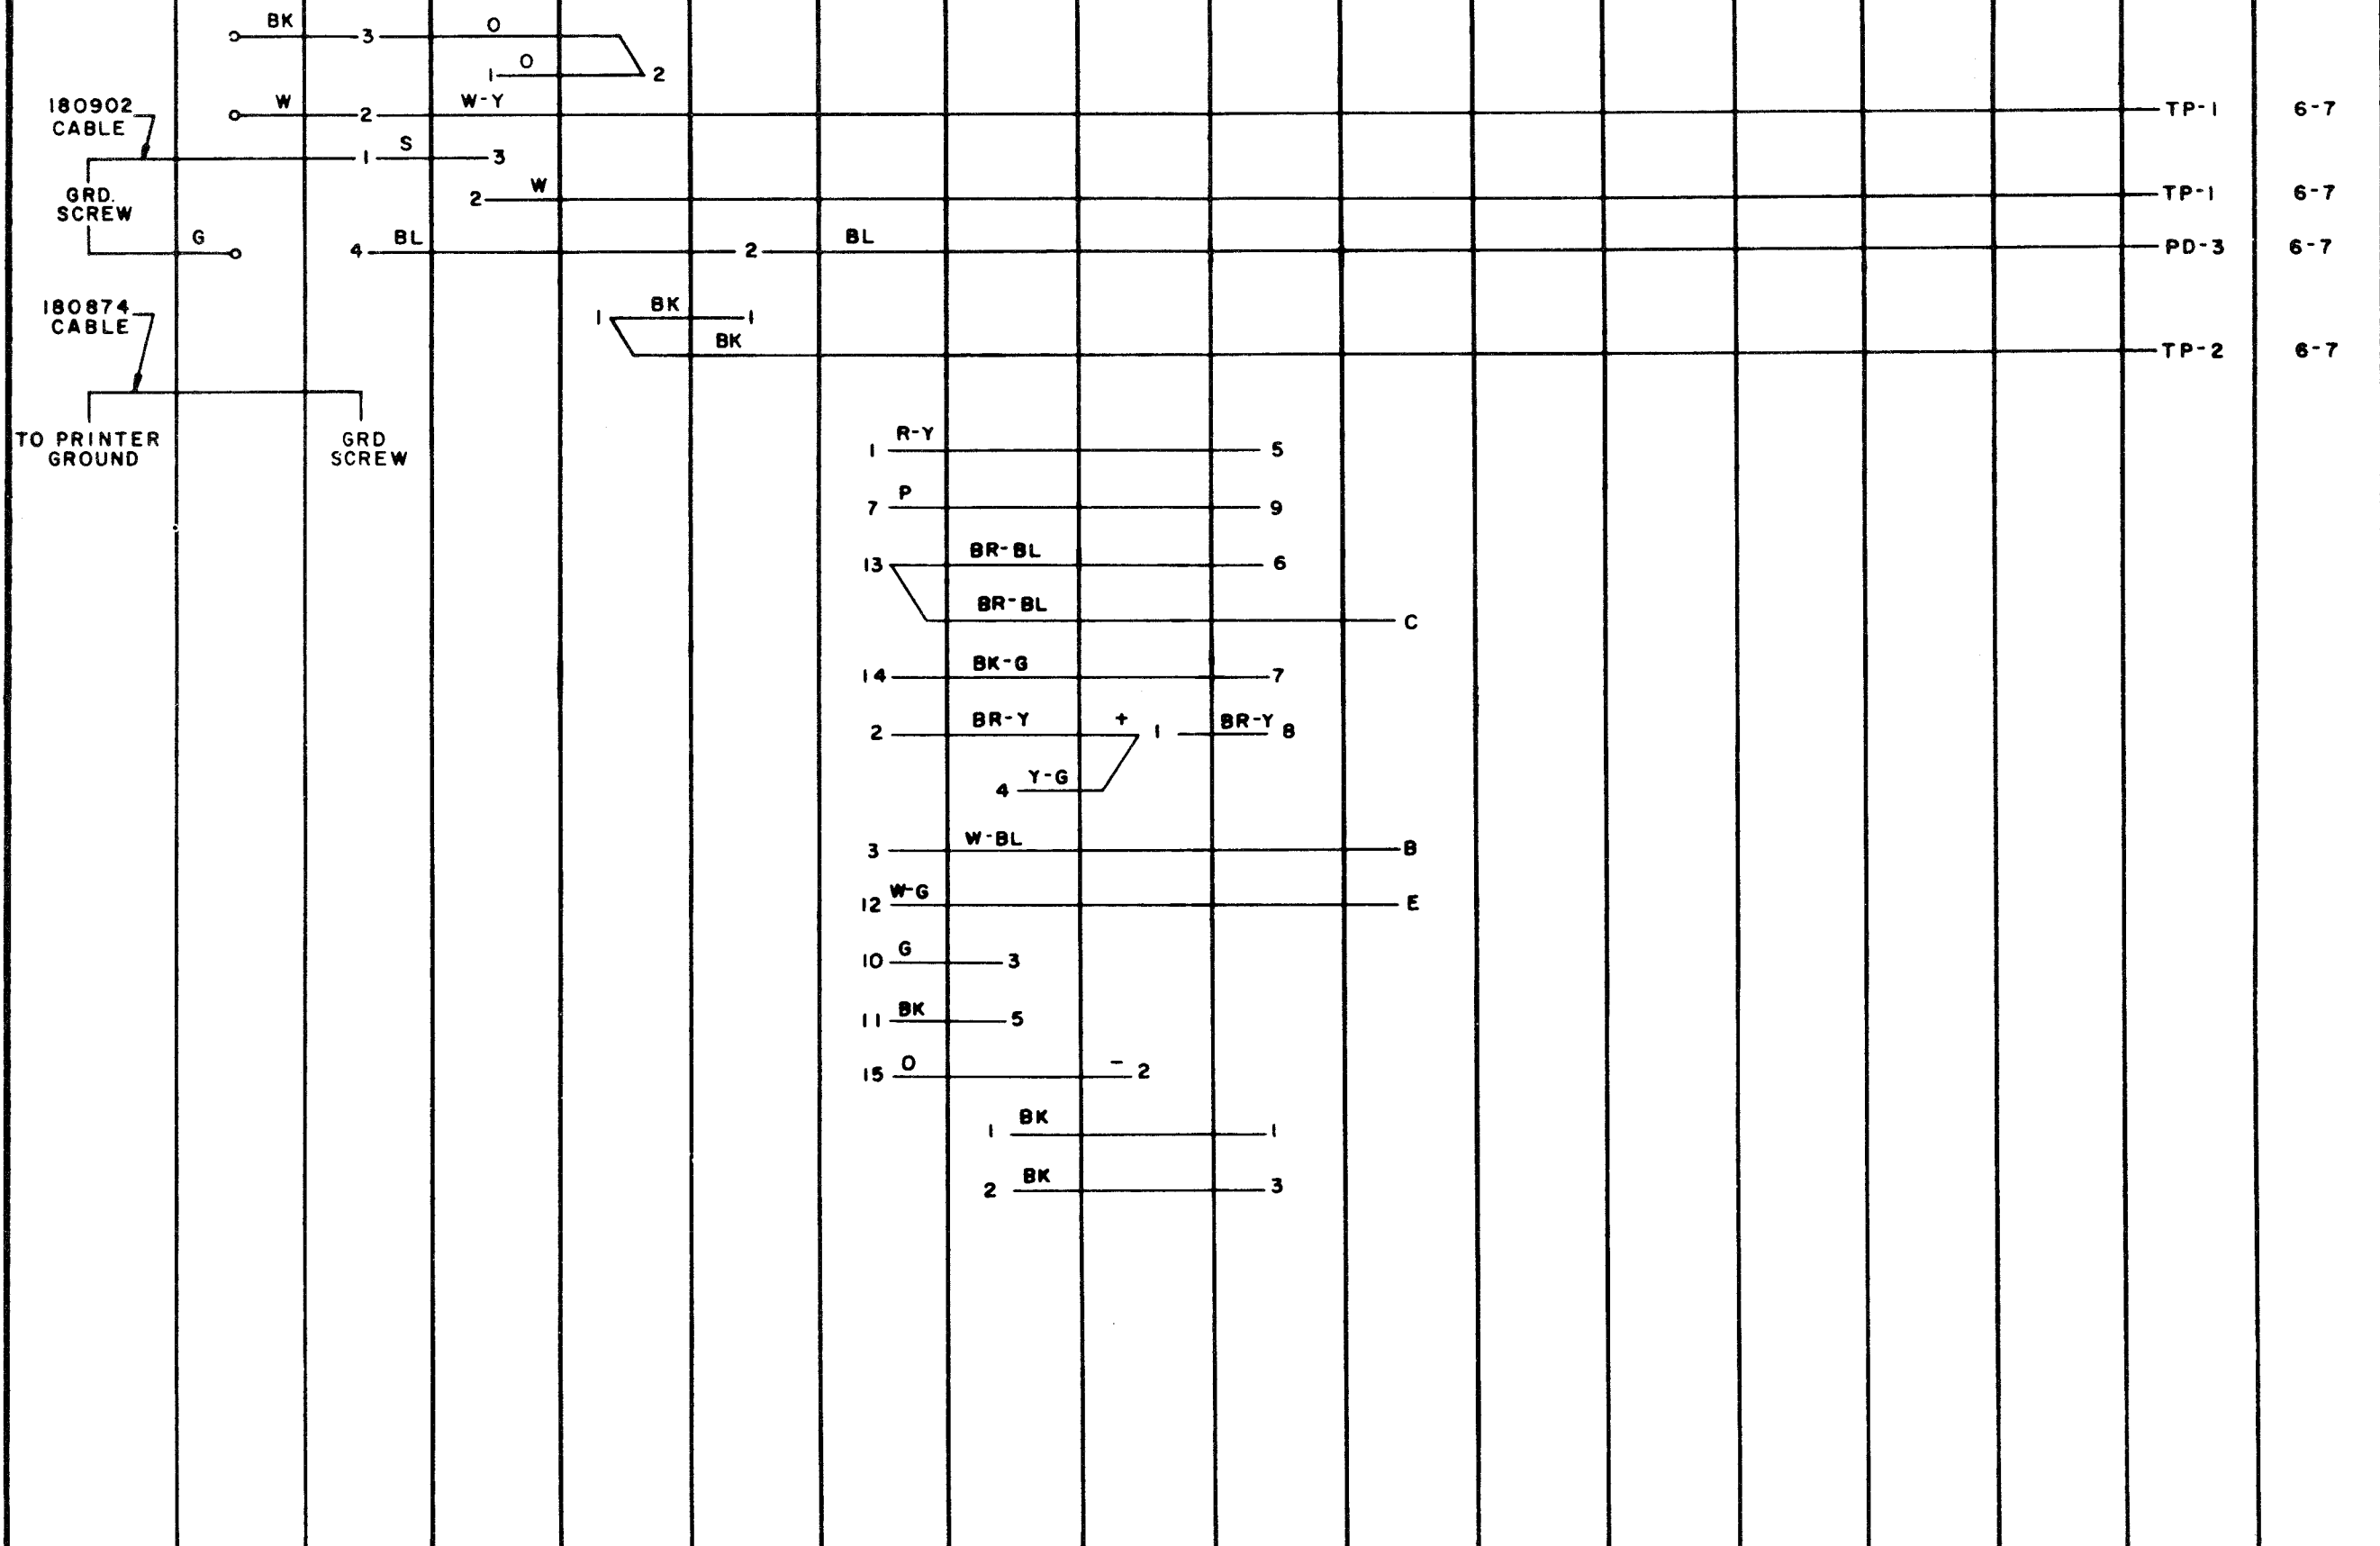 BK 3 O
1 O 2
180902
CABLE
W 2 W-Y TP-1 6-7
1 S 3
GRD.
SCREW
2 W TP-1 6-7
G 4 BL 2 BL PD-3 6-7
180874
CABLE
1 BK 1
BK TP-2 6-7
TO PRINTER
GROUND
GRD
SCREW
1 R-Y 5
7 P 9
13 BR-BL 6
BR-BL C
14 BK-G 7
2 BR-Y + 1 BR-Y 8
4 Y-G
3 W-BL B
12 W-G E
10 G 3
11 BK 5
15 O - 2
1 BK 1
2 BK 3